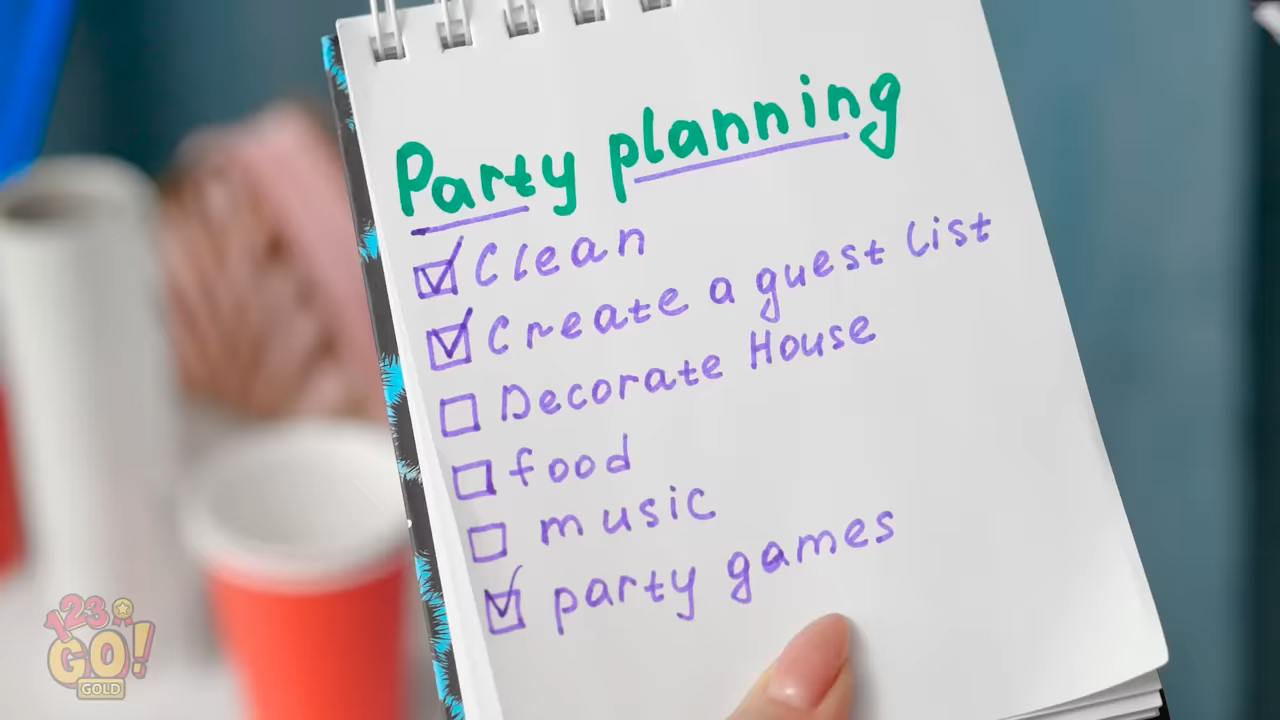 Party planning
Clean
Create a guest list
Decorate House
food
music
party games
123
GO!
GOLD